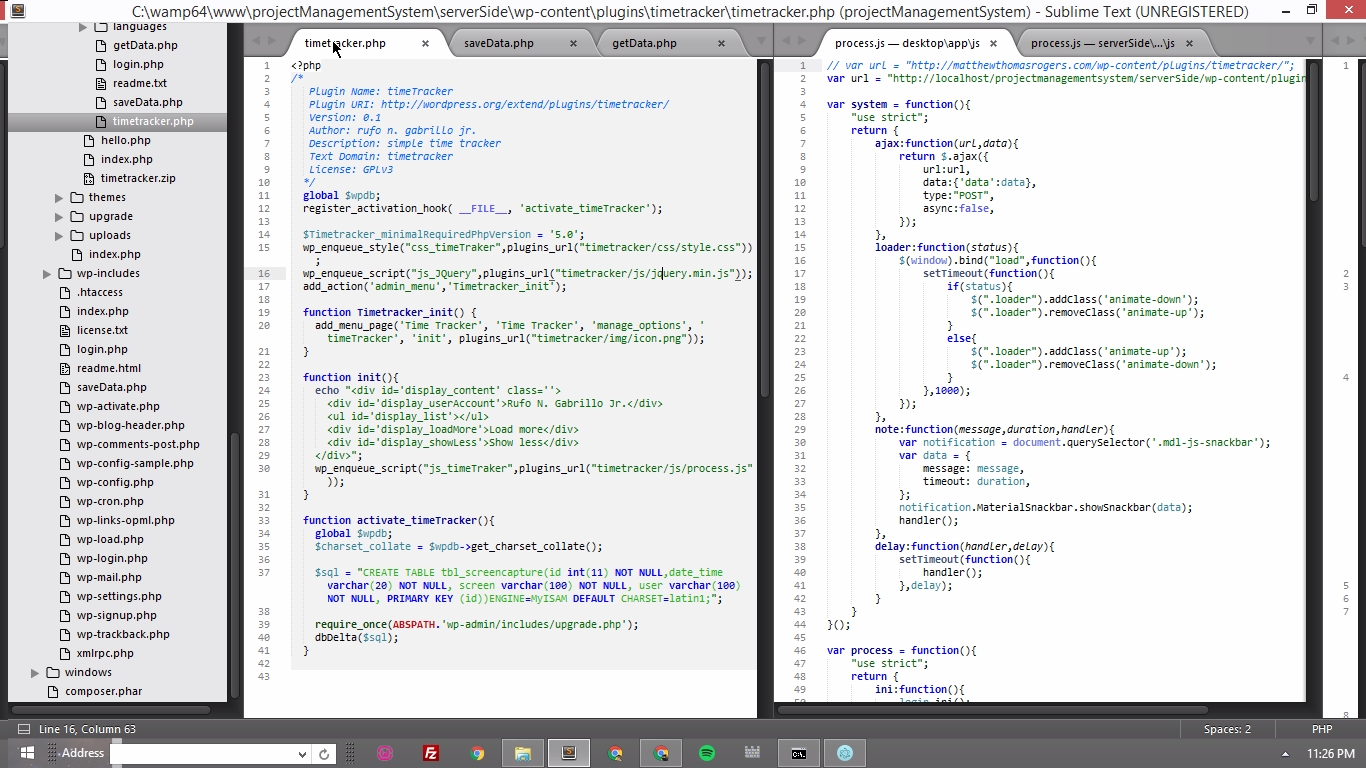 C:\wamp64\www\projectManagementSystem\serverSide\wp-content\plugins\timetracker\timetracker.php (projectManagementSystem) - Sublime Text (UNREGISTERED)
languages
getData.php
login.php
readme.txt
saveData.php
timetracker.php
hello.php
index.php
timetracker.zip
themes
upgrade
uploads
index.php
wp-includes
.htaccess
index.php
license.txt
login.php
readme.html
saveData.php
wp-activate.php
wp-blog-header.php
wp-comments-post.php
wp-config-sample.php
wp-config.php
wp-cron.php
wp-links-opml.php
wp-load.php
wp-login.php
wp-mail.php
wp-settings.php
wp-signup.php
wp-trackback.php
xmlrpc.php
windows
composer.phar
timetracker.php
saveData.php
getData.php
1 <?php
2 /*
3 Plugin Name: timeTracker
4 Plugin URI: http://wordpress.org/extend/plugins/timetracker/
5 Version: 0.1
6 Author: rufo n. gabrillo jr.
7 Description: simple time tracker
8 Text Domain: timetracker
9 License: GPLv3
10 */
11 global $wpdb;
12 register_activation_hook( __FILE__, 'activate_timeTracker');
13
14 $Timetracker_minimalRequiredPhpVersion = '5.0';
15 wp_enqueue_style("css_timeTraker",plugins_url("timetracker/css/style.css"))
;
16 wp_enqueue_script("js_JQuery",plugins_url("timetracker/js/jquery.min.js"));
17 add_action('admin_menu','Timetracker_init');
18
19 function Timetracker_init() {
20 add_menu_page('Time Tracker', 'Time Tracker', 'manage_options', '
timeTracker', 'init', plugins_url("timetracker/img/icon.png"));
21 }
22
23 function init(){
24 echo "<div id='display_content' class=''>
25 <div id='display_userAccount'>Rufo N. Gabrillo Jr.</div>
26 <ul id='display_list'></ul>
27 <div id='display_loadMore'>Load more</div>
28 <div id='display_showLess'>Show less</div>
29 </div>";
30 wp_enqueue_script("js_timeTraker",plugins_url("timetracker/js/process.js"
));
31 }
32
33 function activate_timeTracker(){
34 global $wpdb;
35 $charset_collate = $wpdb->get_charset_collate();
36
37 $sql = "CREATE TABLE tbl_screencapture(id int(11) NOT NULL,date_time
varchar(20) NOT NULL, screen varchar(100) NOT NULL, user varchar(100)
NOT NULL, PRIMARY KEY (id))ENGINE=MyISAM DEFAULT CHARSET=latin1;";
38
39 require_once(ABSPATH.'wp-admin/includes/upgrade.php');
40 dbDelta($sql);
41 }
42
43
process.js — desktop\app\js
process.js — serverSide\...\js
1 // var url = "http://matthewthomasrogers.com/wp-content/plugins/timetracker/";
2 var url = "http://localhost/projectmanagementsystem/serverSide/wp-content/plugin
3
4 var system = function(){
5 "use strict";
6 return {
7 ajax:function(url,data){
8 return $.ajax({
9 url:url,
10 data:{'data':data},
11 type:"POST",
12 async:false,
13 });
14 },
15 loader:function(status){
16 $(window).bind("load",function(){
17 setTimeout(function(){
18 if(status){
19 $(".loader").addClass('animate-down');
20 $(".loader").removeClass('animate-up');
21 }
22 else{
23 $(".loader").addClass('animate-up');
24 $(".loader").removeClass('animate-down');
25 }
26 },1000);
27 });
28 },
29 note:function(message,duration,handler){
30 var notification = document.querySelector('.mdl-js-snackbar');
31 var data = {
32 message: message,
33 timeout: duration,
34 };
35 notification.MaterialSnackbar.showSnackbar(data);
36 handler();
37 },
38 delay:function(handler,delay){
39 setTimeout(function(){
40 handler();
41 },delay);
42 }
43 }
44 }();
45
46 var process = function(){
47 "use strict";
48 return {
49 ini:function(){
1
2
3
4
5
6
7
8
Line 16, Column 63
Spaces: 2
PHP
Address
11:26 PM